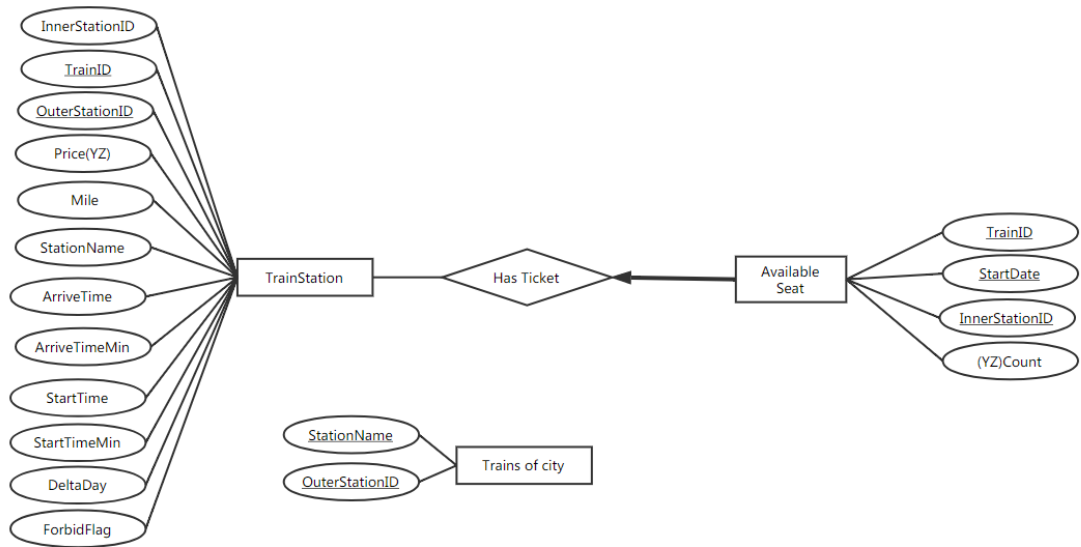 InnerStationID
TrainID
OuterStationID
Price(YZ)
Mile
StationName
ArriveTime
ArriveTimeMin
StartTime
StartTimeMin
DeltaDay
ForbidFlag
TrainStation
Has Ticket
Available
Seat
TrainID
StartDate
InnerStationID
(YZ)Count
StationName
OuterStationID
Trains of city